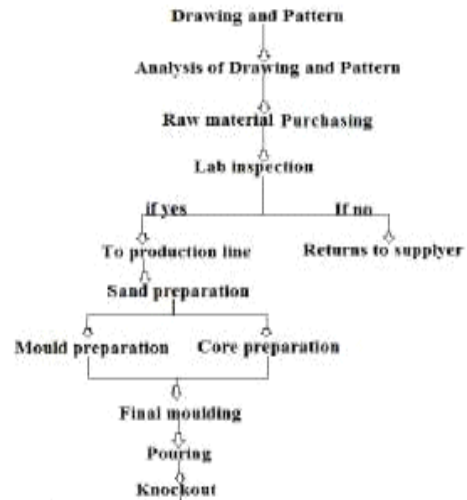 Drawing and Pattern
Analysis of Drawing and Pattern
Raw material Purchasing
Lab inspection
if yes
If no
To production line
Returns to supplyer
Sand preparation
Mould preparation
Core preparation
Final moulding
Pouring
Knockout